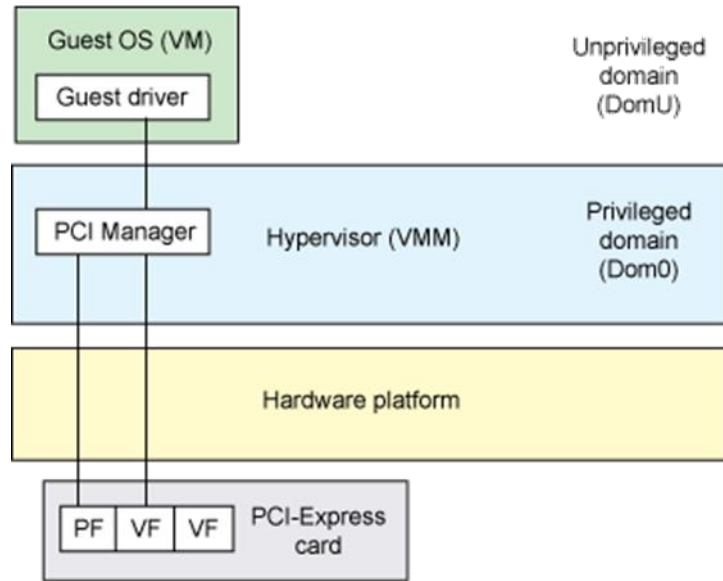 Guest OS (VM)
Guest driver
Unprivileged
domain
(DomU)
PCI Manager
Hypervisor (VMM)
Privileged
domain
(Dom0)
Hardware platform
PF
VF
VF
PCI-Express
card